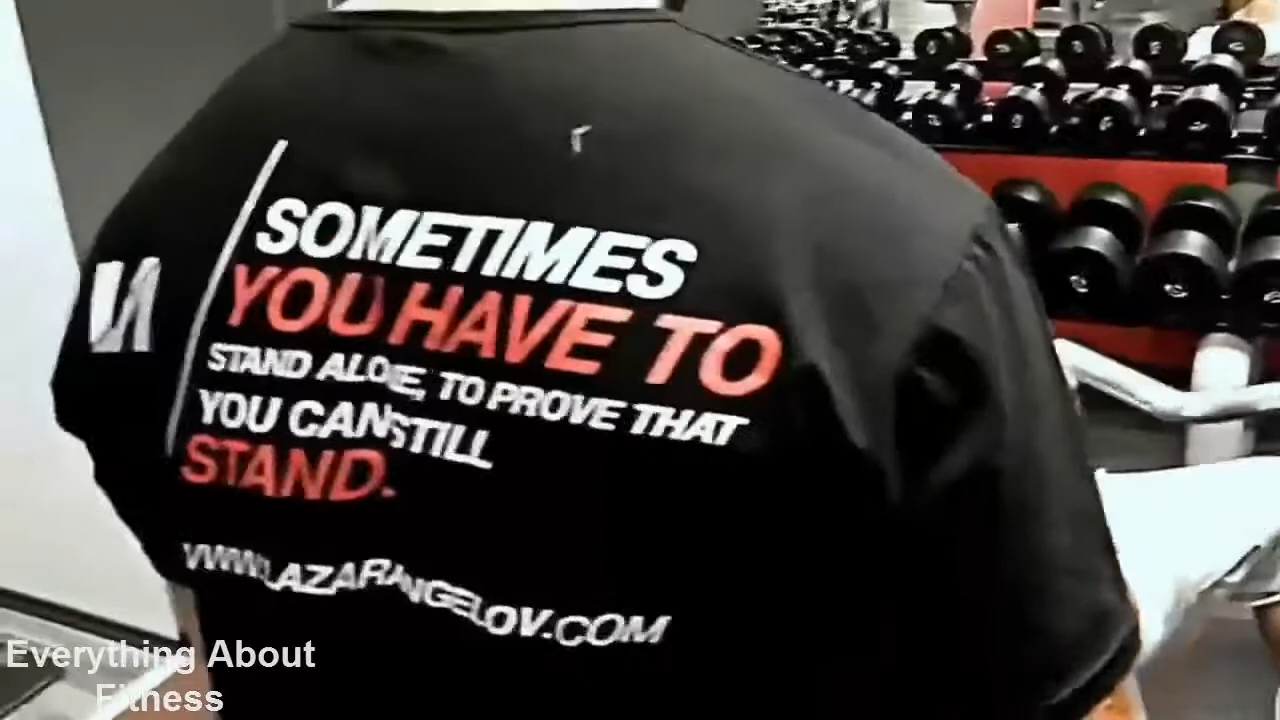 SOMETIMES
YOU HAVE TO
STAND ALONE, TO PROVE THAT
YOU CAN STILL
STAND.
WWW.LAZARANGELOV.COM
Everything About
Fitness